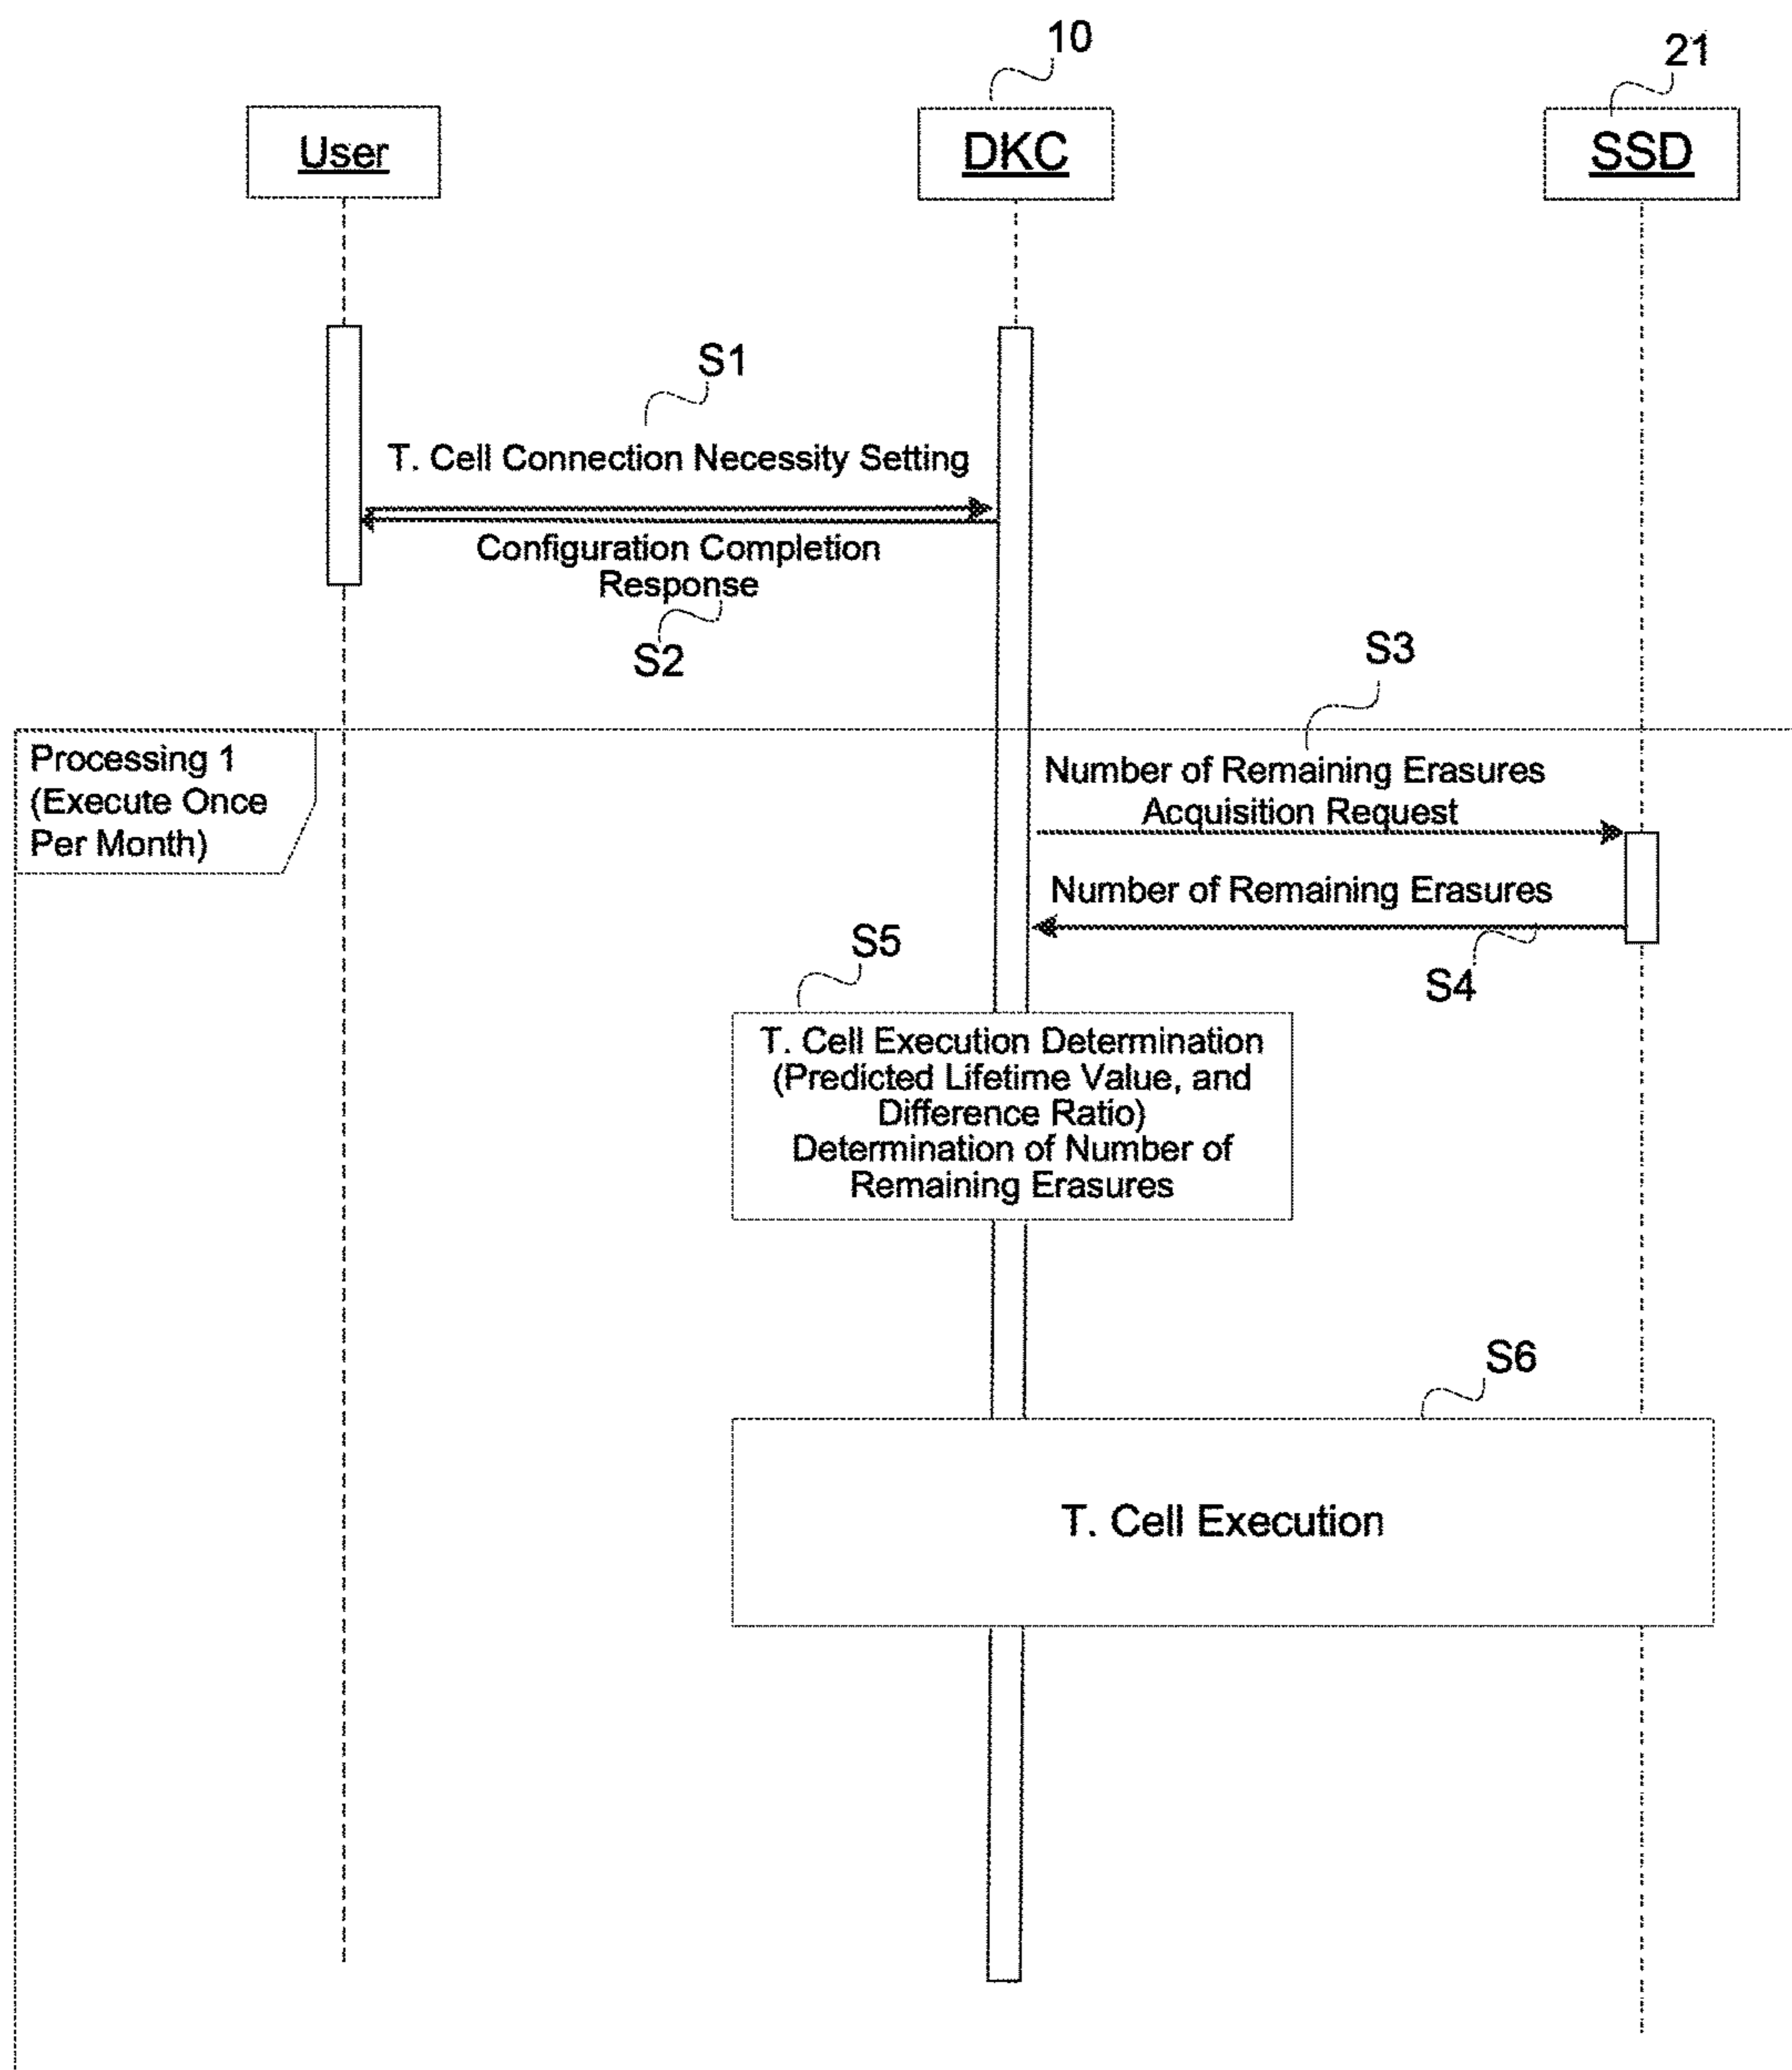 10
21
User
DKC
SSD
S1
T. Cell Connection Necessity Setting
Configuration Completion
Response
S2
S3
Processing 1
(Execute Once
Per Month)
Number of Remaining Erasures
Acquisition Request
Number of Remaining Erasures
S4
S5
T. Cell Execution Determination
(Predicted Lifetime Value, and
Difference Ratio)
Determination of Number of
Remaining Erasures
S6
T. Cell Execution